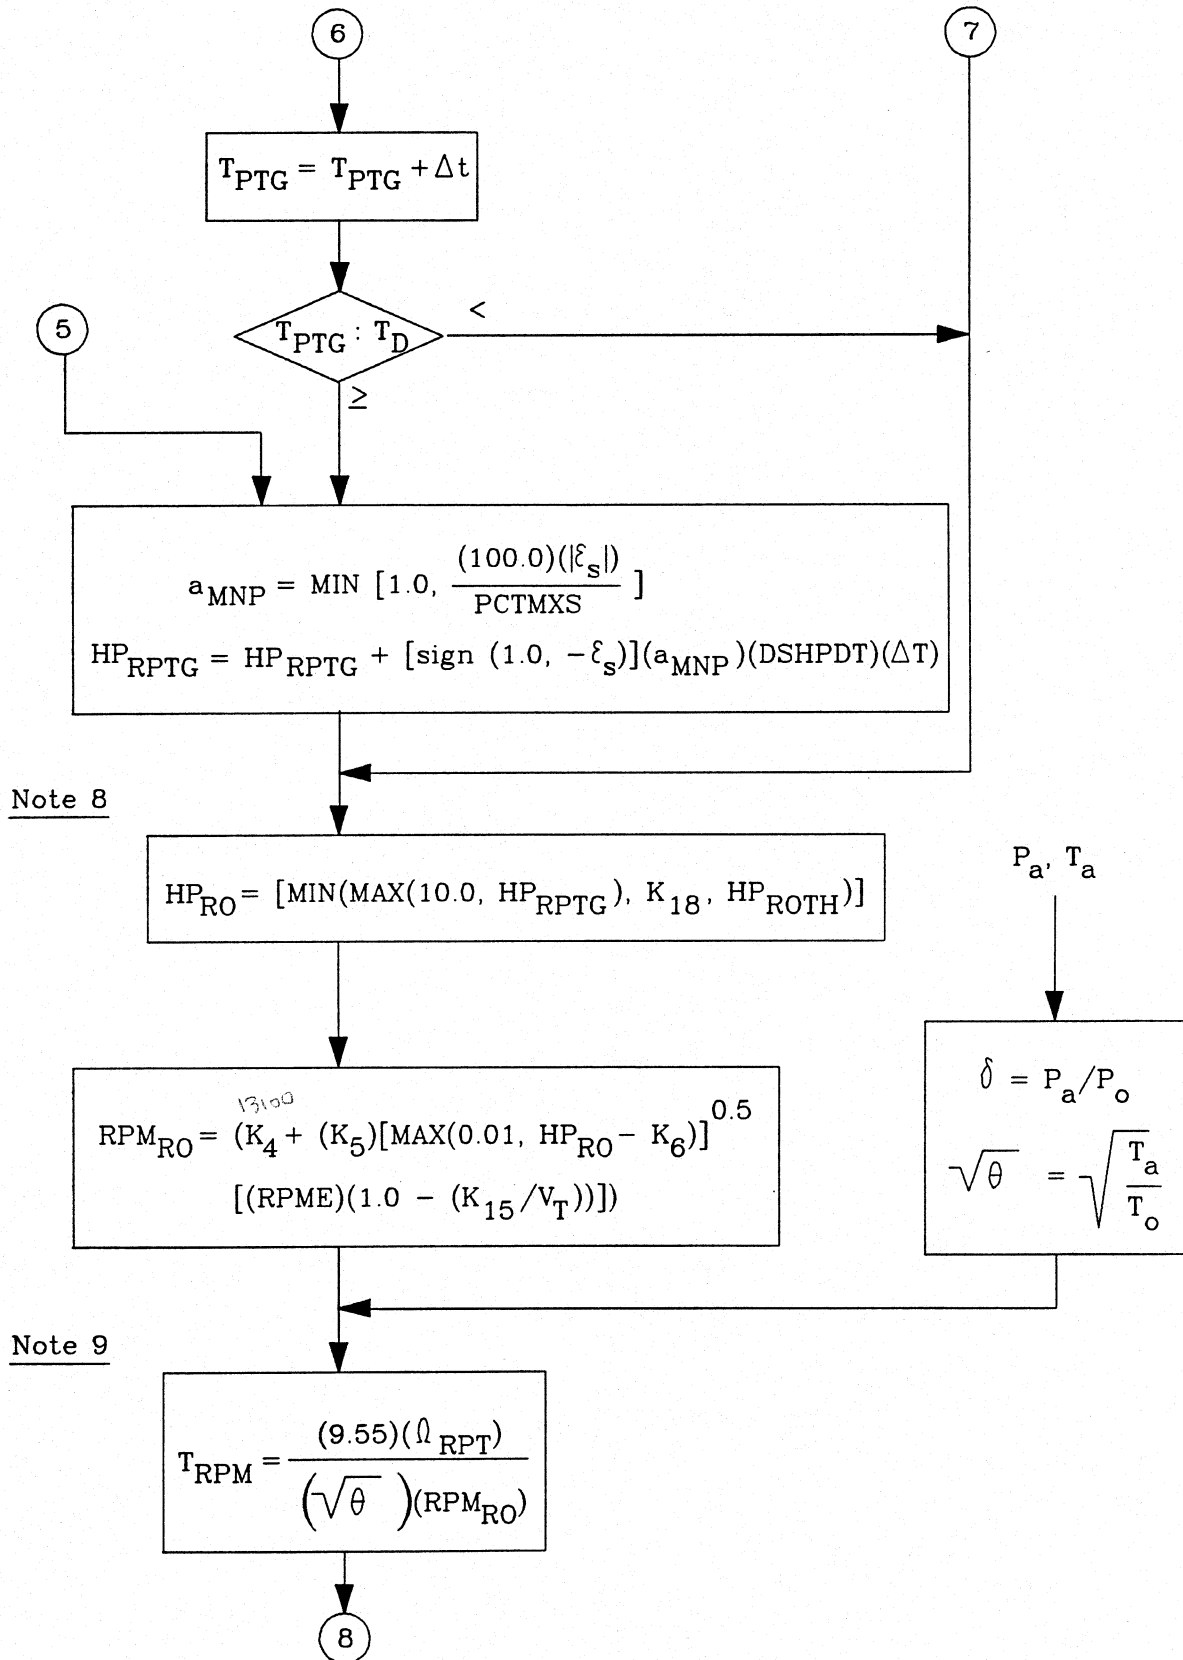 6
7
T_PTG = T_PTG + Δt
5
T_PTG : T_D
<
≥
a_MNP = MIN [1.0, (100.0)(|ξ_s|) / PCTMXS ]
HP_RPTG = HP_RPTG + [sign (1.0, -ξ_s)](a_MNP)(DSHPDT)(ΔT)
Note 8
HP_RO = [MIN(MAX(10.0, HP_RPTG), K_18, HP_ROTH)]
P_a, T_a
13100
RPM_RO = (K_4 + (K_5)[MAX(0.01, HP_RO - K_6)]^0.5
[(RPME)(1.0 - (K_15/V_T))])
δ = P_a/P_o
√θ = √(T_a/T_o)
Note 9
T_RPM = (9.55)(Ω_RPT) / (√θ)(RPM_RO)
8